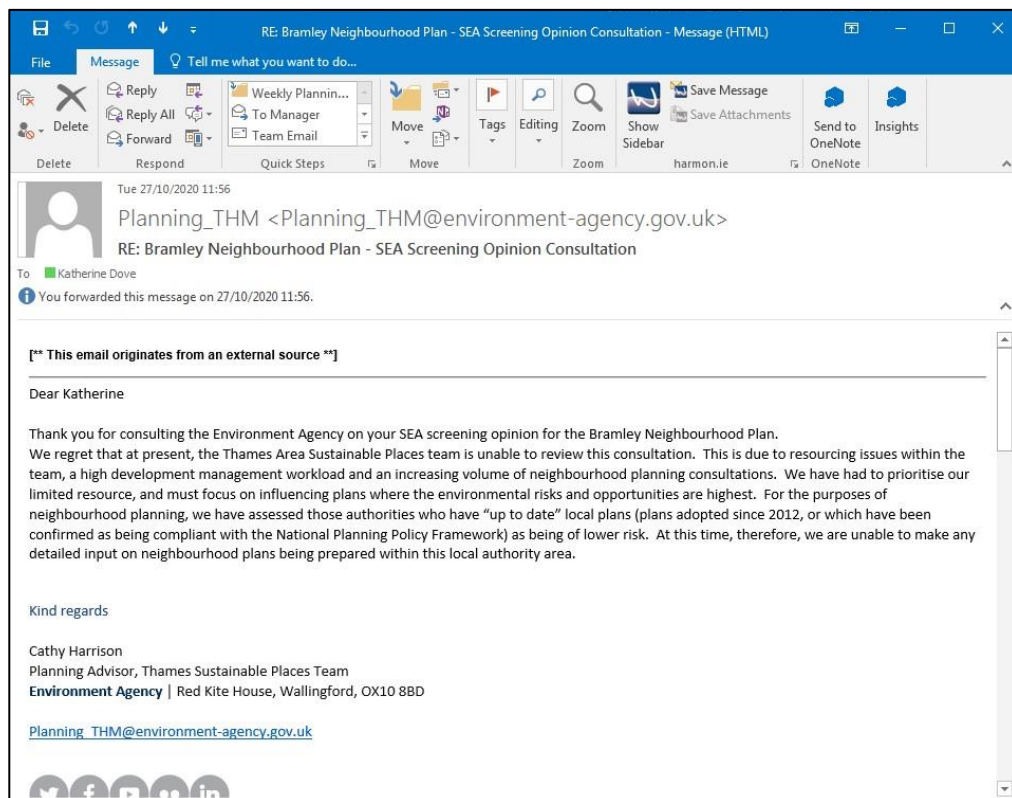 RE: Bramley Neighbourhood Plan - SEA Screening Opinion Consultation - Message (HTML)
File Message Tell me what you want to do...
Delete
Reply
Reply All
Forward
Weekly Plannin...
To Manager
Team Email
Move
Tags
Editing
Zoom
Show
Sidebar
Save Message
Save Attachments
Send to
OneNote
Insights
Delete Respond Quick Steps Move Zoom harmon.ie OneNote
Tue 27/10/2020 11:56
Planning_THM <Planning_THM@environment-agency.gov.uk>
RE: Bramley Neighbourhood Plan - SEA Screening Opinion Consultation
To Katherine Dove
You forwarded this message on 27/10/2020 11:56.
[** This email originates from an external source **]
Dear Katherine
Thank you for consulting the Environment Agency on your SEA screening opinion for the Bramley Neighbourhood Plan.
We regret that at present, the Thames Area Sustainable Places team is unable to review this consultation. This is due to resourcing issues within the
team, a high development management workload and an increasing volume of neighbourhood planning consultations. We have had to prioritise our
limited resource, and must focus on influencing plans where the environmental risks and opportunities are highest. For the purposes of
neighbourhood planning, we have assessed those authorities who have “up to date” local plans (plans adopted since 2012, or which have been
confirmed as being compliant with the National Planning Policy Framework) as being of lower risk. At this time, therefore, we are unable to make any
detailed input on neighbourhood plans being prepared within this local authority area.
Kind regards
Cathy Harrison
Planning Advisor, Thames Sustainable Places Team
Environment Agency | Red Kite House, Wallingford, OX10 8BD
Planning_THM@environment-agency.gov.uk